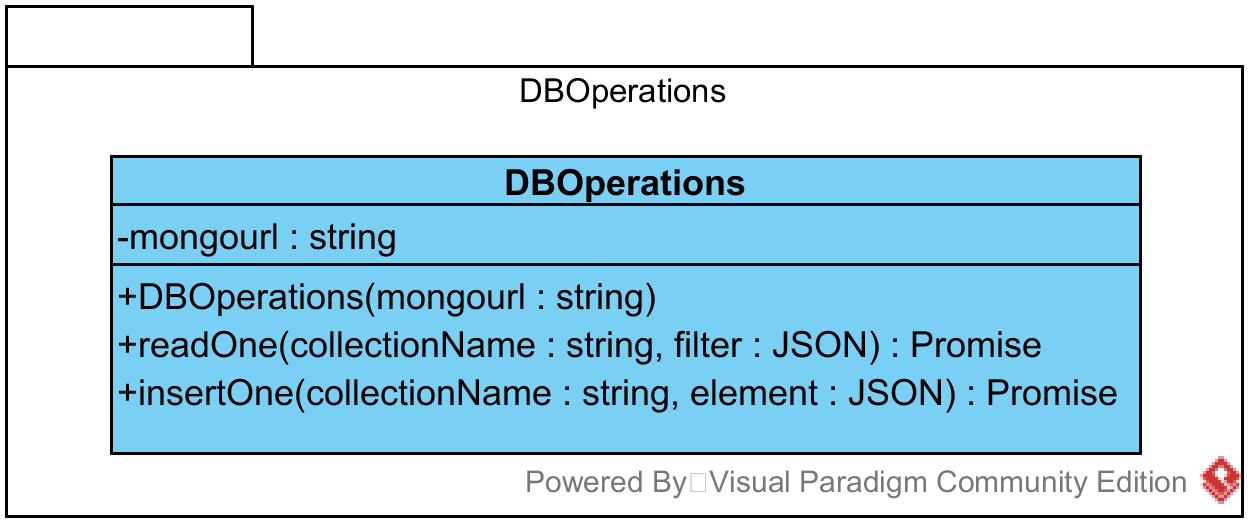 DBOperations
DBOperations
-mongourl : string
+DBOperations(mongourl : string)
+readOne(collectionName : string, filter : JSON) : Promise
+insertOne(collectionName : string, element : JSON) : Promise
Powered By Visual Paradigm Community Edition